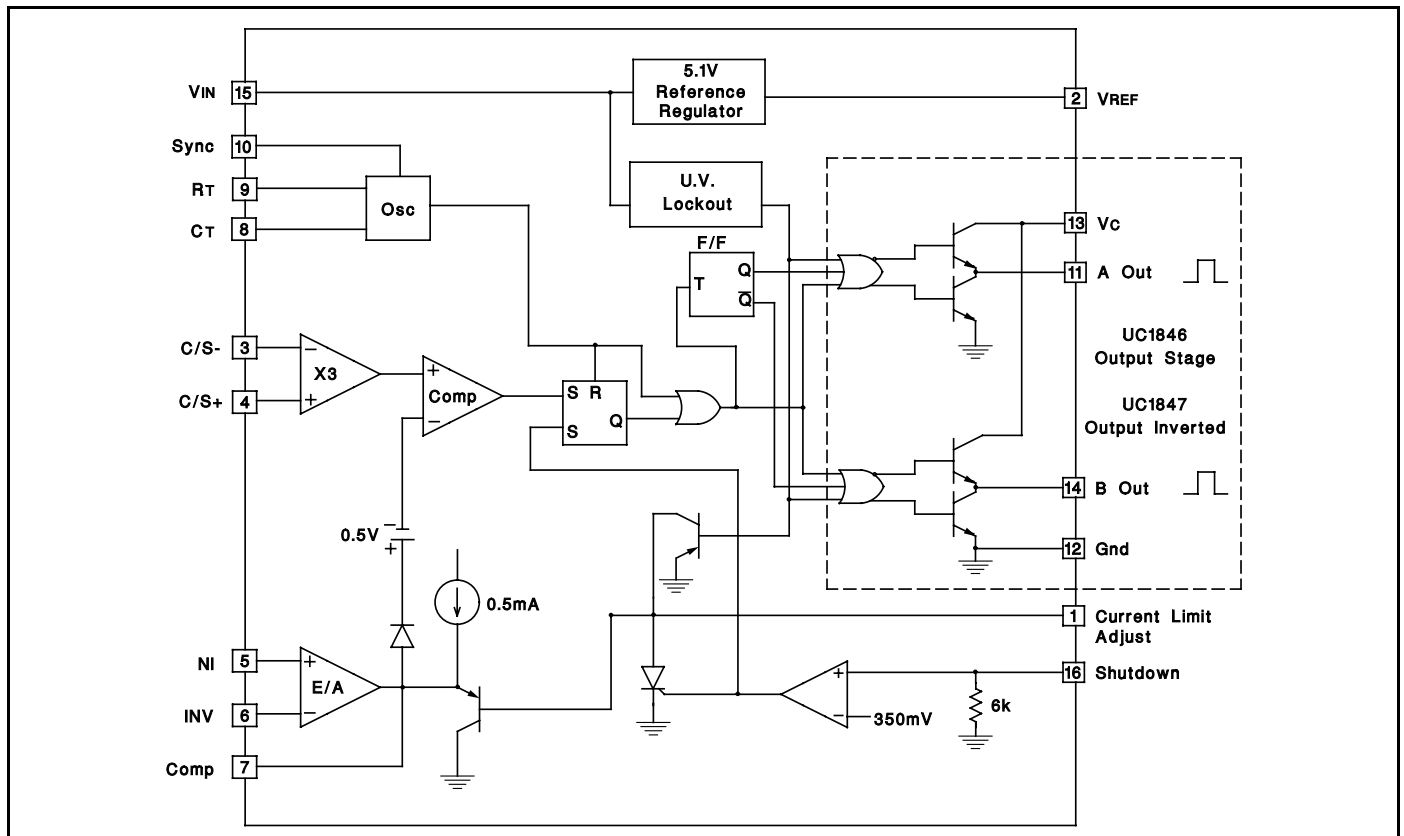 5.1V
Reference
Regulator
VIN 15
2 VREF
Sync 10
RT 9
CT 8
Osc
U.V.
Lockout
F/F
T
Q
Q̅
13 VC
11 A Out
UC1846
Output Stage
UC1847
Output Inverted
C/S- 3
C/S+ 4
−
X3
+
+
Comp
−
S R
Q
S
14 B Out
12 Gnd
0.5V
−
+
0.5mA
1 Current Limit
Adjust
16 Shutdown
NI 5
INV 6
Comp 7
+
E/A
−
+
−
350mV
6k